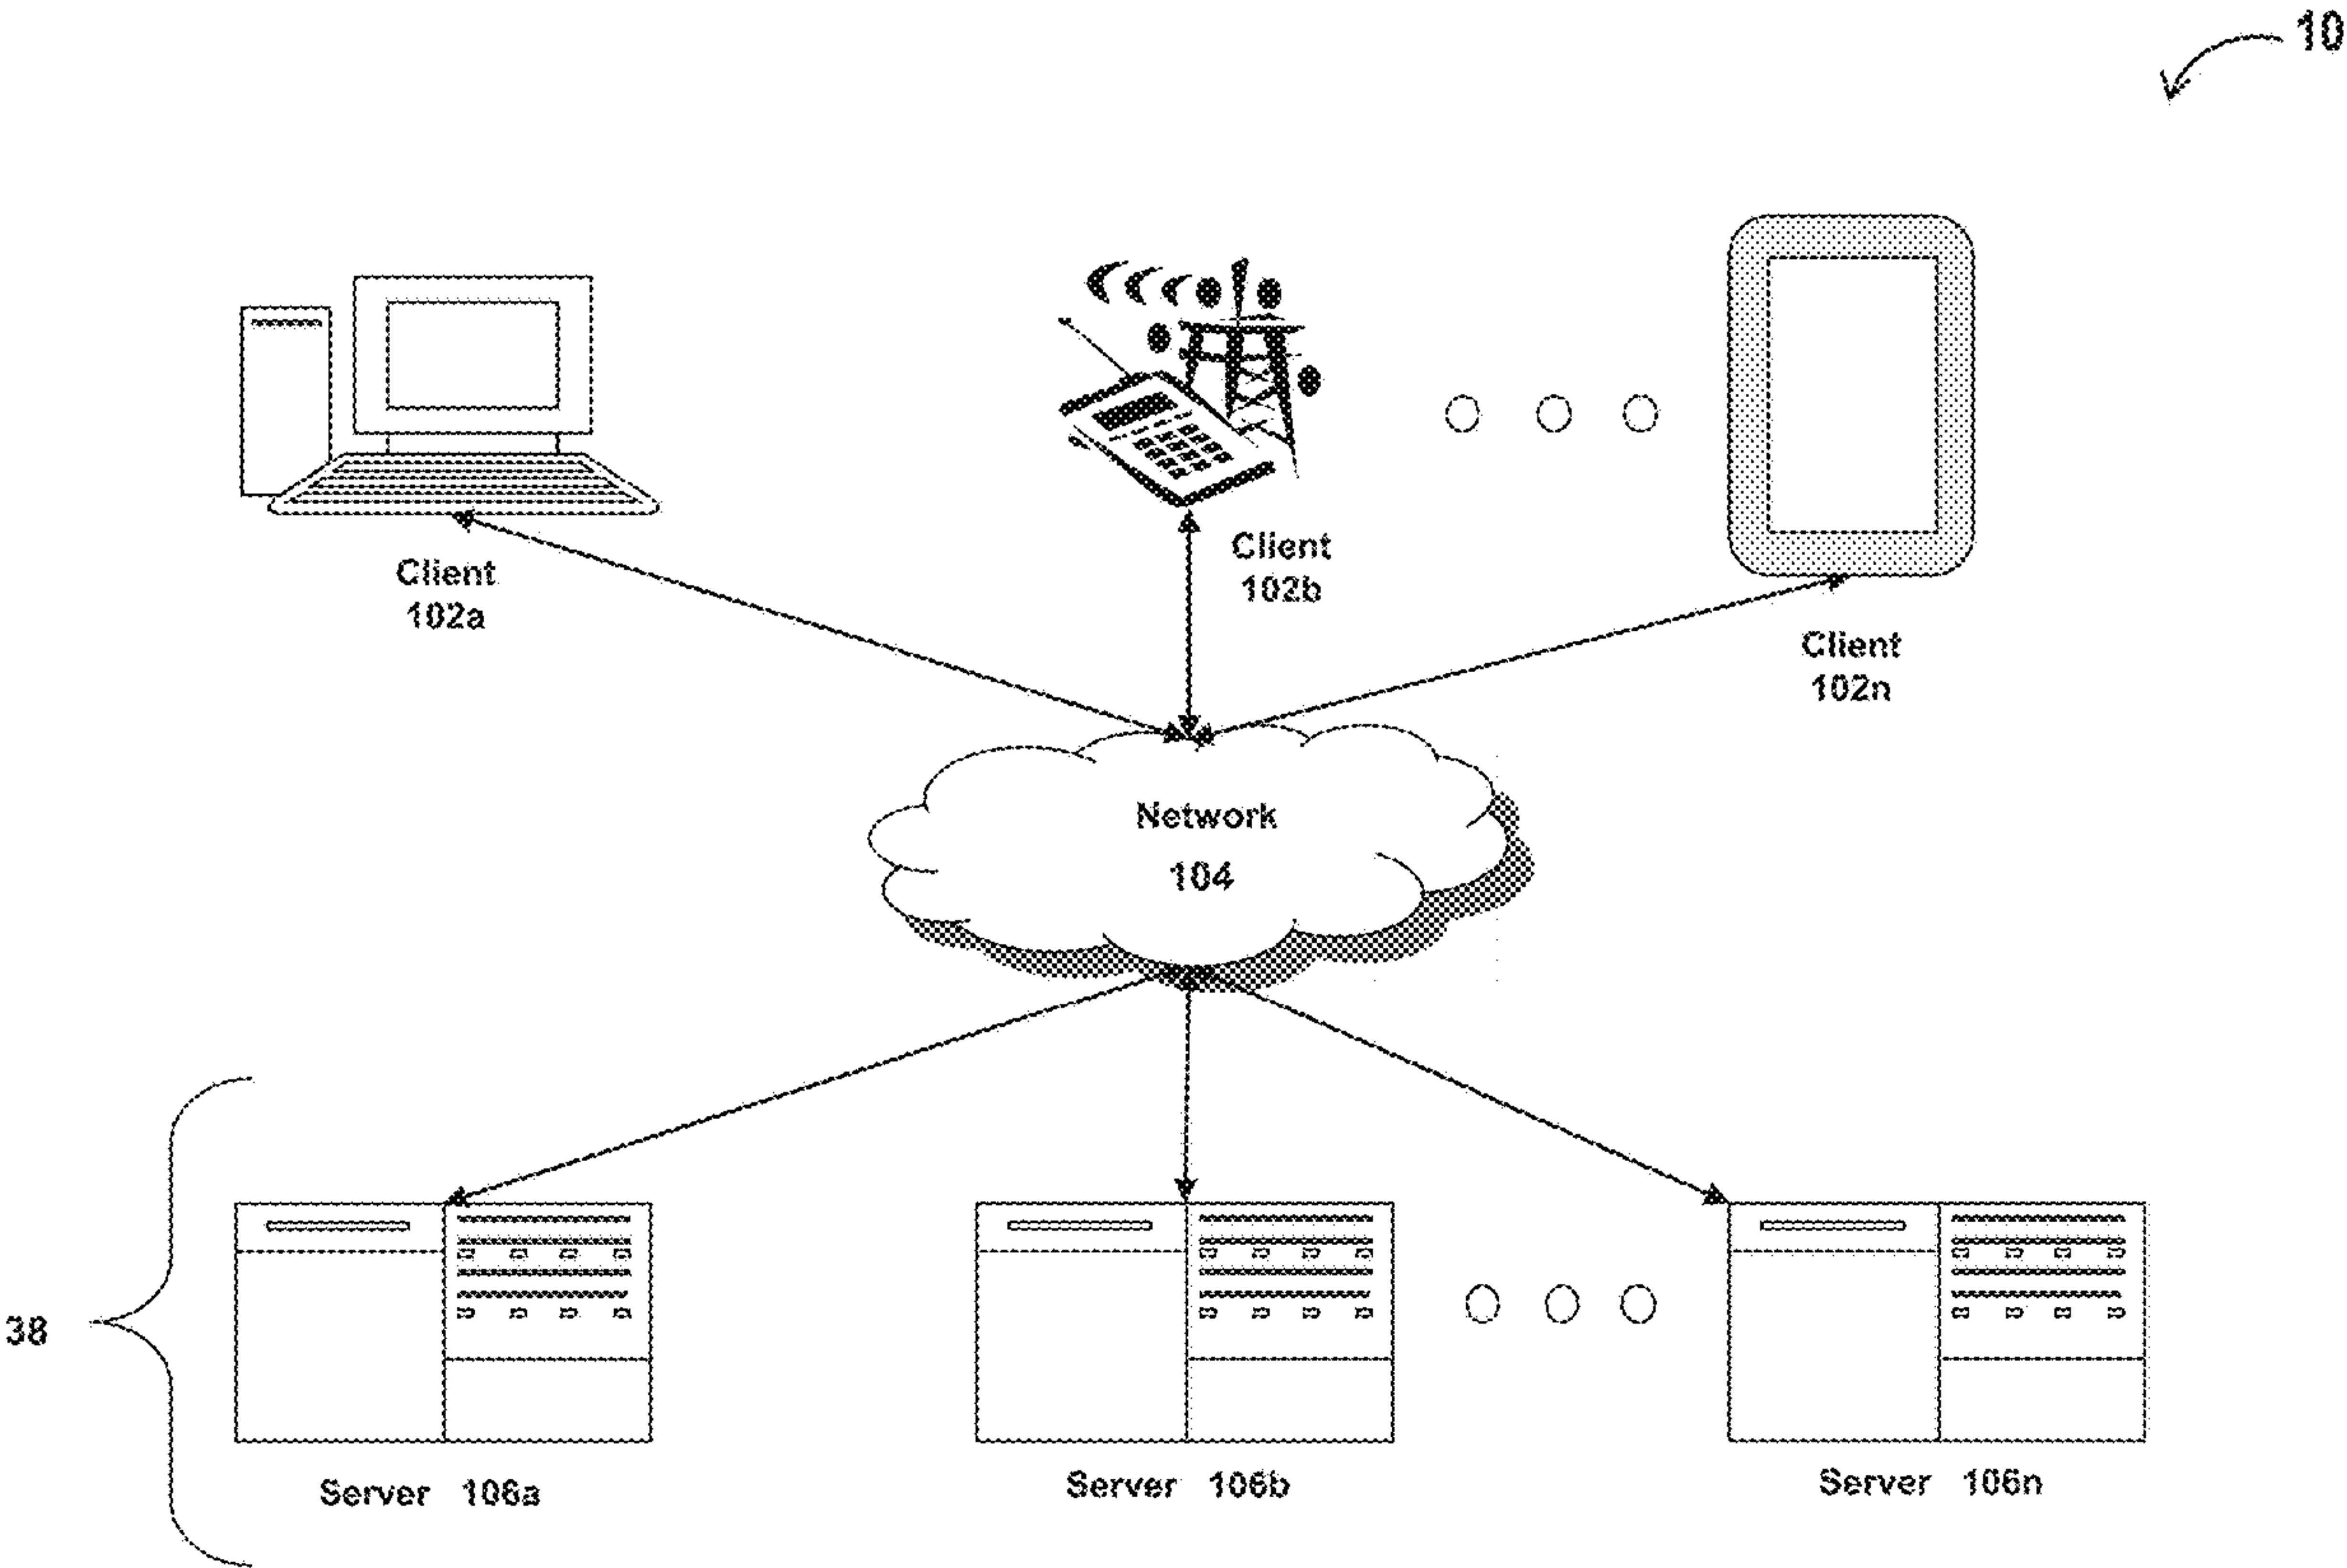 10
Client
102a
Client
102b
Client
102n
Network
104
38
Server 106a
Server 106b
Server 106n